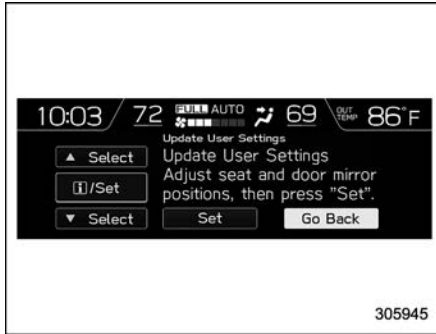 10:03 / 72 FULL AUTO 69 OUT TEMP 86°F
Update User Settings
▲ Select
Update User Settings
Adjust seat and door mirror
i/Set
positions, then press "Set".
▼ Select
Set
Go Back
305945